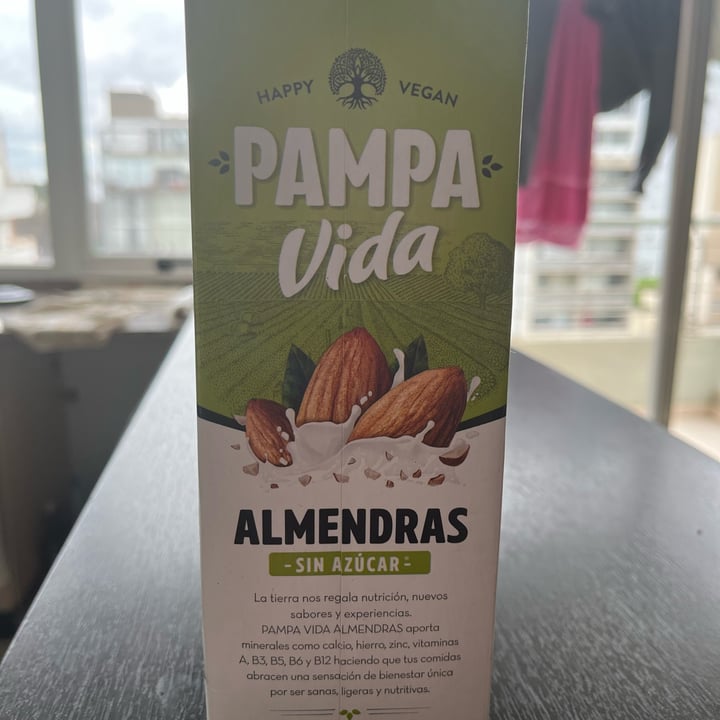 HAPPY VEGAN
PAMPA
Vida
ALMENDRAS
-SIN AZÚCAR-
La tierra nos regala nutrición, nuevos
sabores y experiencias.
PAMPA VIDA ALMENDRAS aporta
minerales como calcio, hierro, zinc, vitaminas
A, B3, B5, B6 y B12 haciendo que tus comidas
abracen una sensación de bienestar única
por ser sanas, ligeras y nutritivas.